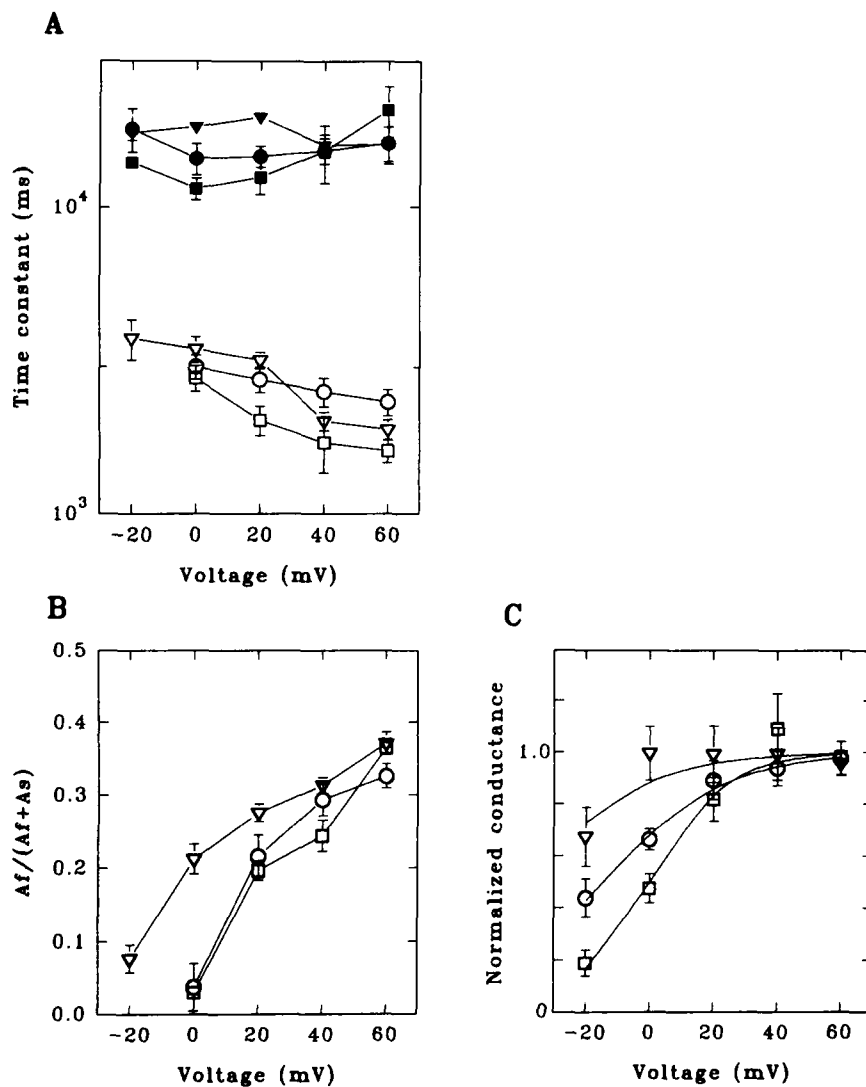 A
Time constant (ms)
10^4
10^3
-20 0 20 40 60
Voltage (mV)
B
Af/(Af+As)
0.5
0.4
0.3
0.2
0.1
0.0
-20 0 20 40 60
Voltage (mV)
C
Normalized conductance
1.0
0
-20 0 20 40 60
Voltage (mV)